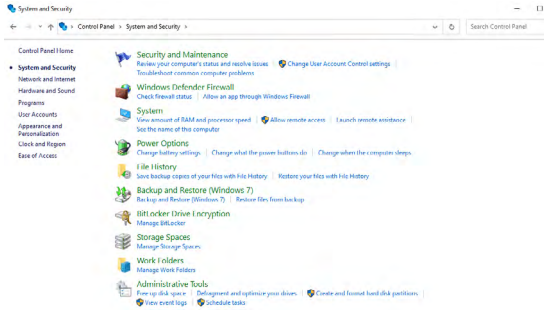 System and Security
Control Panel > System and Security >
Search Control Panel
Control Panel Home
System and Security
Network and Internet
Hardware and Sound
Programs
User Accounts
Appearance and
Personalization
Clock and Region
Ease of Access
Security and Maintenance
Review your computer's status and resolve issues | Change User Account Control settings |
Troubleshoot common computer problems
Windows Defender Firewall
Check firewall status | Allow an app through Windows Firewall
System
View amount of RAM and processor speed | Allow remote access | Launch remote assistance |
See the name of this computer
Power Options
Change battery settings | Change what the power buttons do | Change when the computer sleeps
File History
Save backup copies of your files with File History | Restore your files with File History
Backup and Restore (Windows 7)
Backup and Restore (Windows 7) | Restore files from backup
BitLocker Drive Encryption
Manage BitLocker
Storage Spaces
Manage Storage Spaces
Work Folders
Manage Work Folders
Administrative Tools
Free up disk space | Defragment and optimize your drives | Create and format hard disk partitions |
View event logs | Schedule tasks